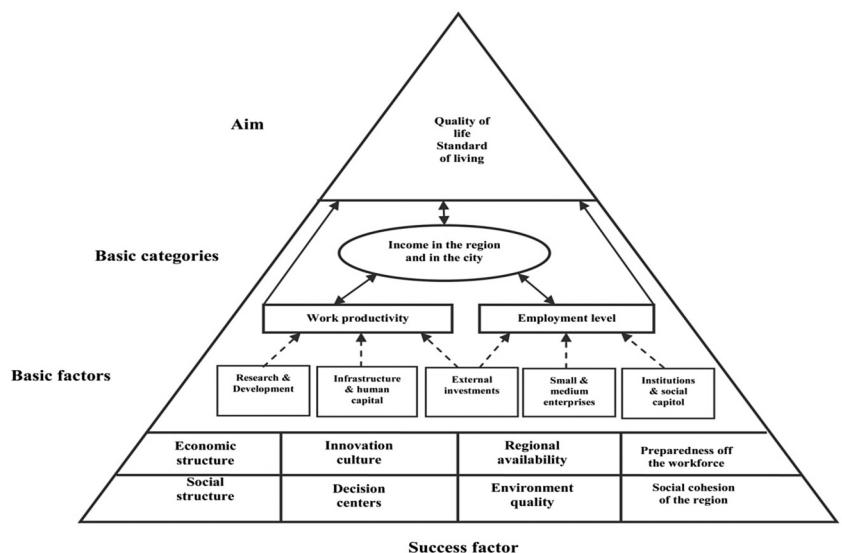 Aim
Quality of
life
Standard
of living
Basic categories
Income in the region
and in the city
Work productivity
Employment level
Basic factors
Research &
Development
Infrastructure
& human
capital
External
investments
Small &
medium
enterprises
Institutions
& social
capitol
Economic
structure
Innovation
culture
Regional
availability
Preparedness off
the workforce
Social
structure
Decision
centers
Environment
quality
Social cohesion
of the region
Success factor